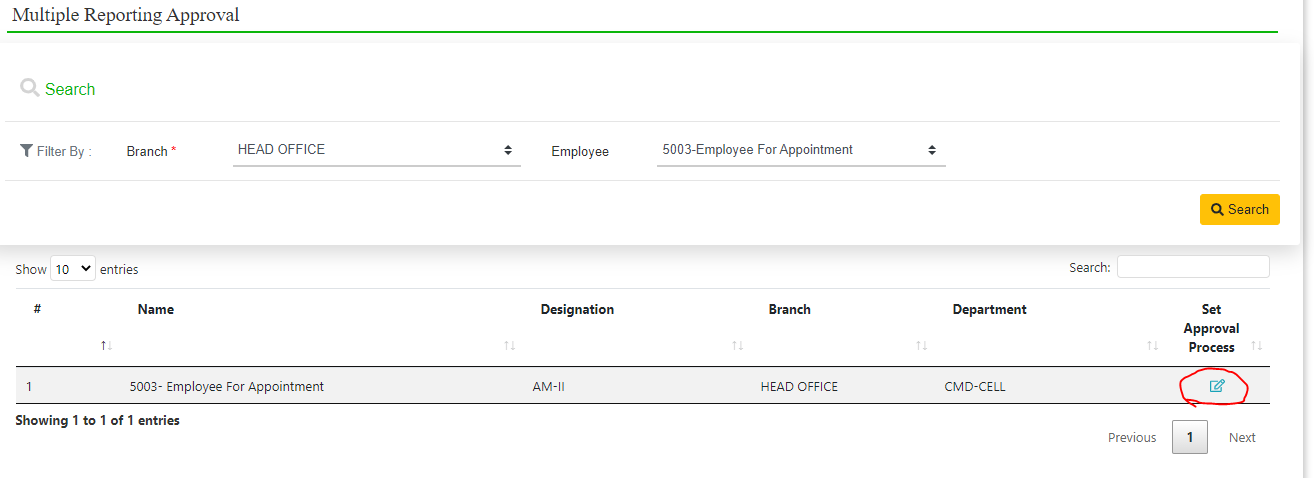 Multiple Reporting Approval
Search
Filter By :
Branch *
HEAD OFFICE
Employee
5003-Employee For Appointment
Search
Show 10 entries
Search:
# Name Designation Branch Department Set
Approval
Process
1 5003- Employee For Appointment AM-II HEAD OFFICE CMD-CELL
Showing 1 to 1 of 1 entries
Previous 1 Next